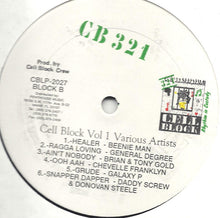 CB 321
Prod. by
Cell Block Crew
CBLP-2027
BLOCK B
CELL
BLOCK
Cell Block Vol 1 Various Artists
1-HEALER - BEENIE MAN
2-RAGGA LOVING - GENERAL DEGREE
3-AIN'T NOBODY - BRIAN & TONY GOLD
4-OOH AAH - CHEVELLE FRANKLYN
5-GRUDE - GALAXY P
6-SNAPPER DAPPER - DADDY SCREW
& DONOVAN STEELE